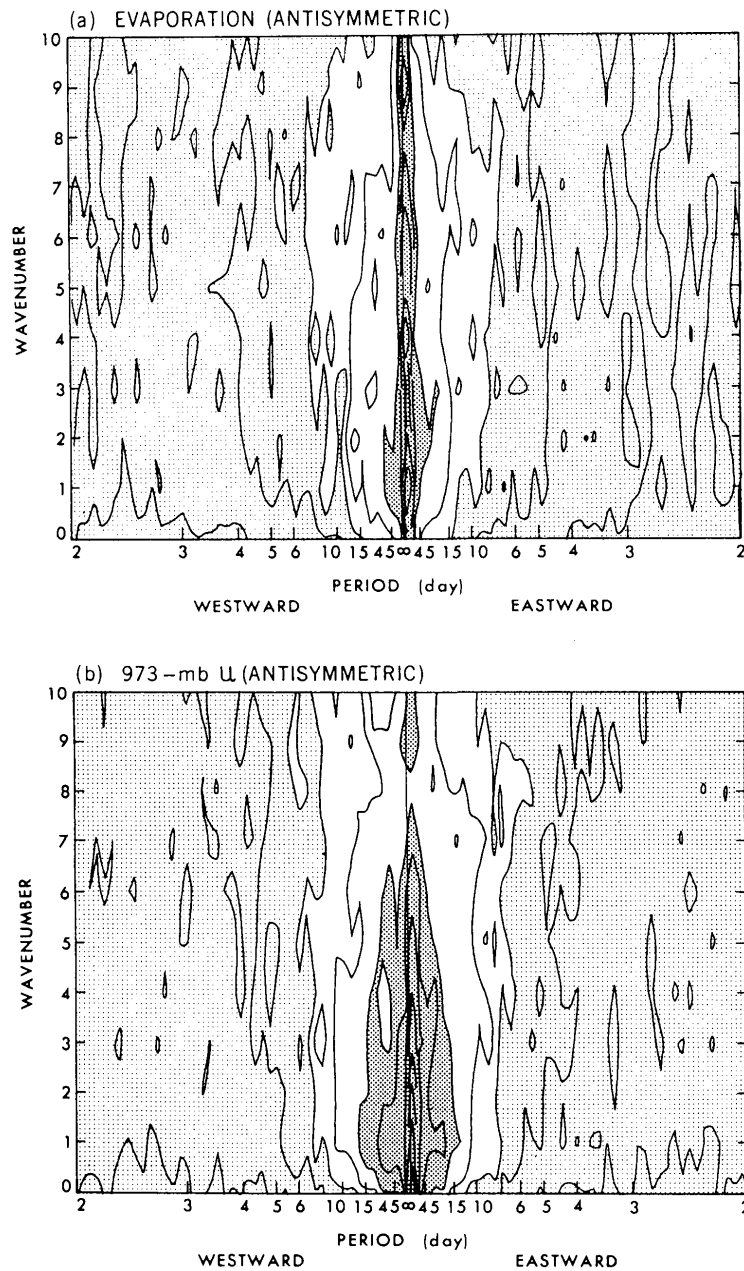 (a) EVAPORATION (ANTISYMMETRIC)
10
9
8
7
6
5
4
3
2
1
0
WAVENUMBER
2 3 4 5 6 10 15 45 ∞ 45 15 10 6 5 4 3 2
PERIOD (day)
WESTWARD EASTWARD
(b) 973-mb U (ANTISYMMETRIC)
10
9
8
7
6
5
4
3
2
1
0
WAVENUMBER
2 3 4 5 6 10 15 45 ∞ 45 15 10 6 5 4 3 2
PERIOD (day)
WESTWARD EASTWARD